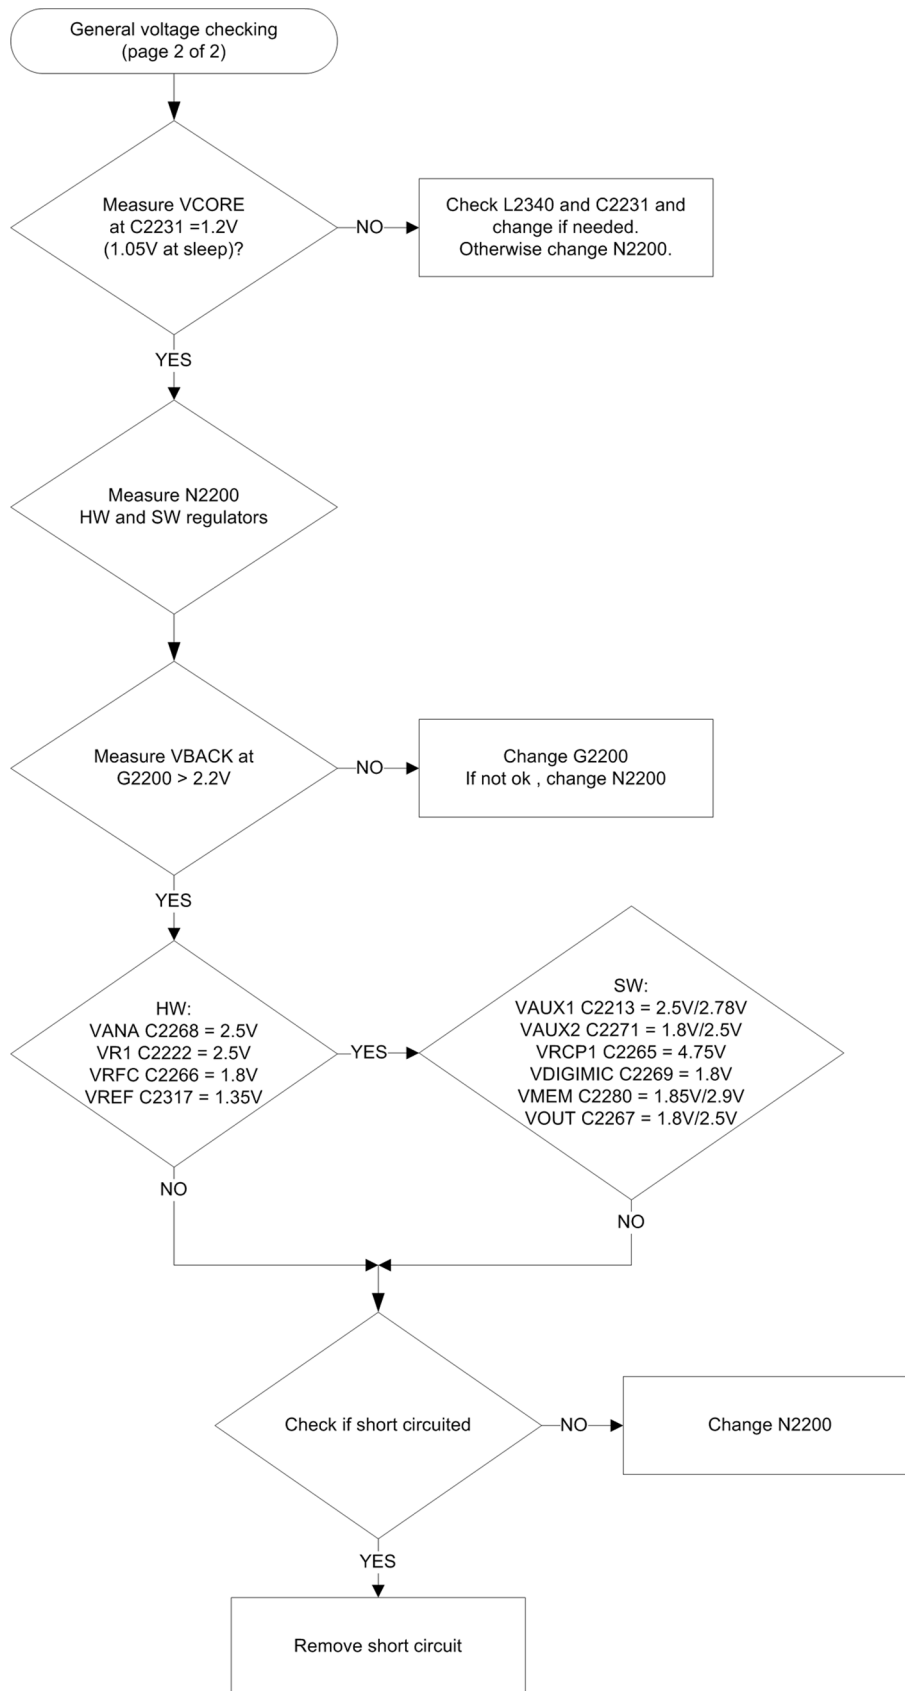 General voltage checking
(page 2 of 2)
Measure VCORE
at C2231 =1.2V
(1.05V at sleep)?
NO
Check L2340 and C2231 and
change if needed.
Otherwise change N2200.
YES
Measure N2200
HW and SW regulators
Measure VBACK at
G2200 > 2.2V
NO
Change G2200
If not ok , change N2200
YES
HW:
VANA C2268 = 2.5V
VR1 C2222 = 2.5V
VRFC C2266 = 1.8V
VREF C2317 = 1.35V
YES
SW:
VAUX1 C2213 = 2.5V/2.78V
VAUX2 C2271 = 1.8V/2.5V
VRCP1 C2265 = 4.75V
VDIGIMIC C2269 = 1.8V
VMEM C2280 = 1.85V/2.9V
VOUT C2267 = 1.8V/2.5V
NO
NO
Check if short circuited
NO
Change N2200
YES
Remove short circuit